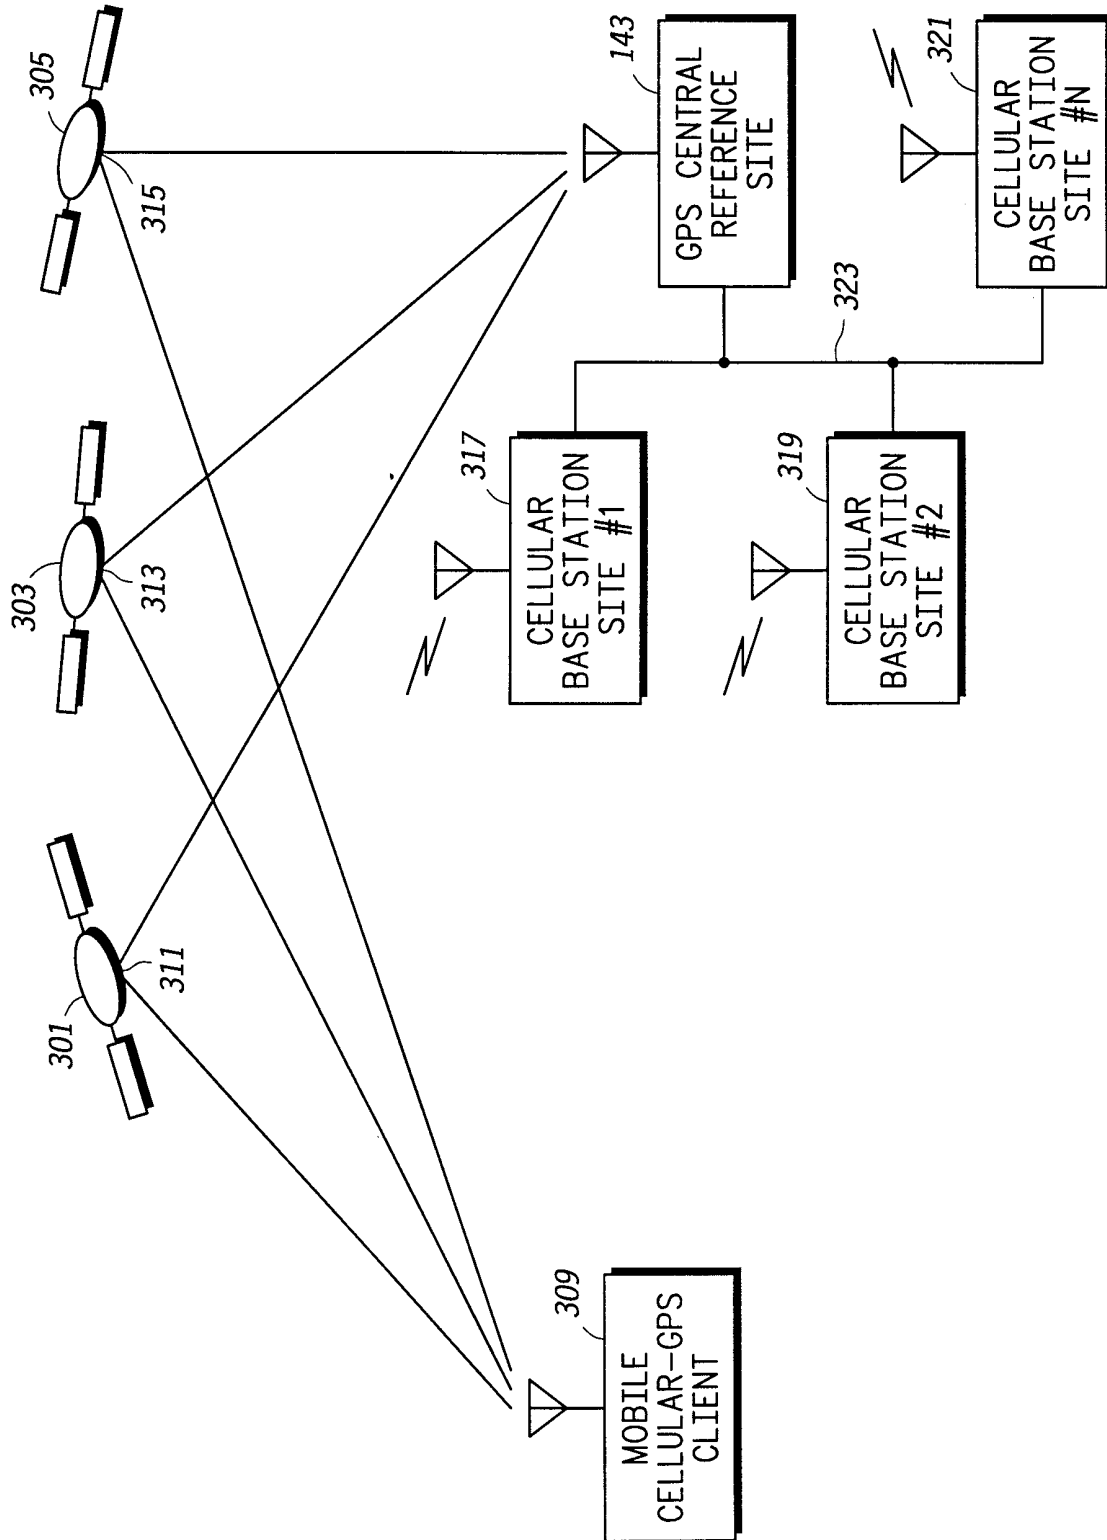 305
315
303
313
301
311
143
GPS CENTRAL
REFERENCE
SITE
321
CELLULAR
BASE STATION
SITE #N
323
317
CELLULAR
BASE STATION
SITE #1
319
CELLULAR
BASE STATION
SITE #2
309
MOBILE
CELLULAR-GPS
CLIENT